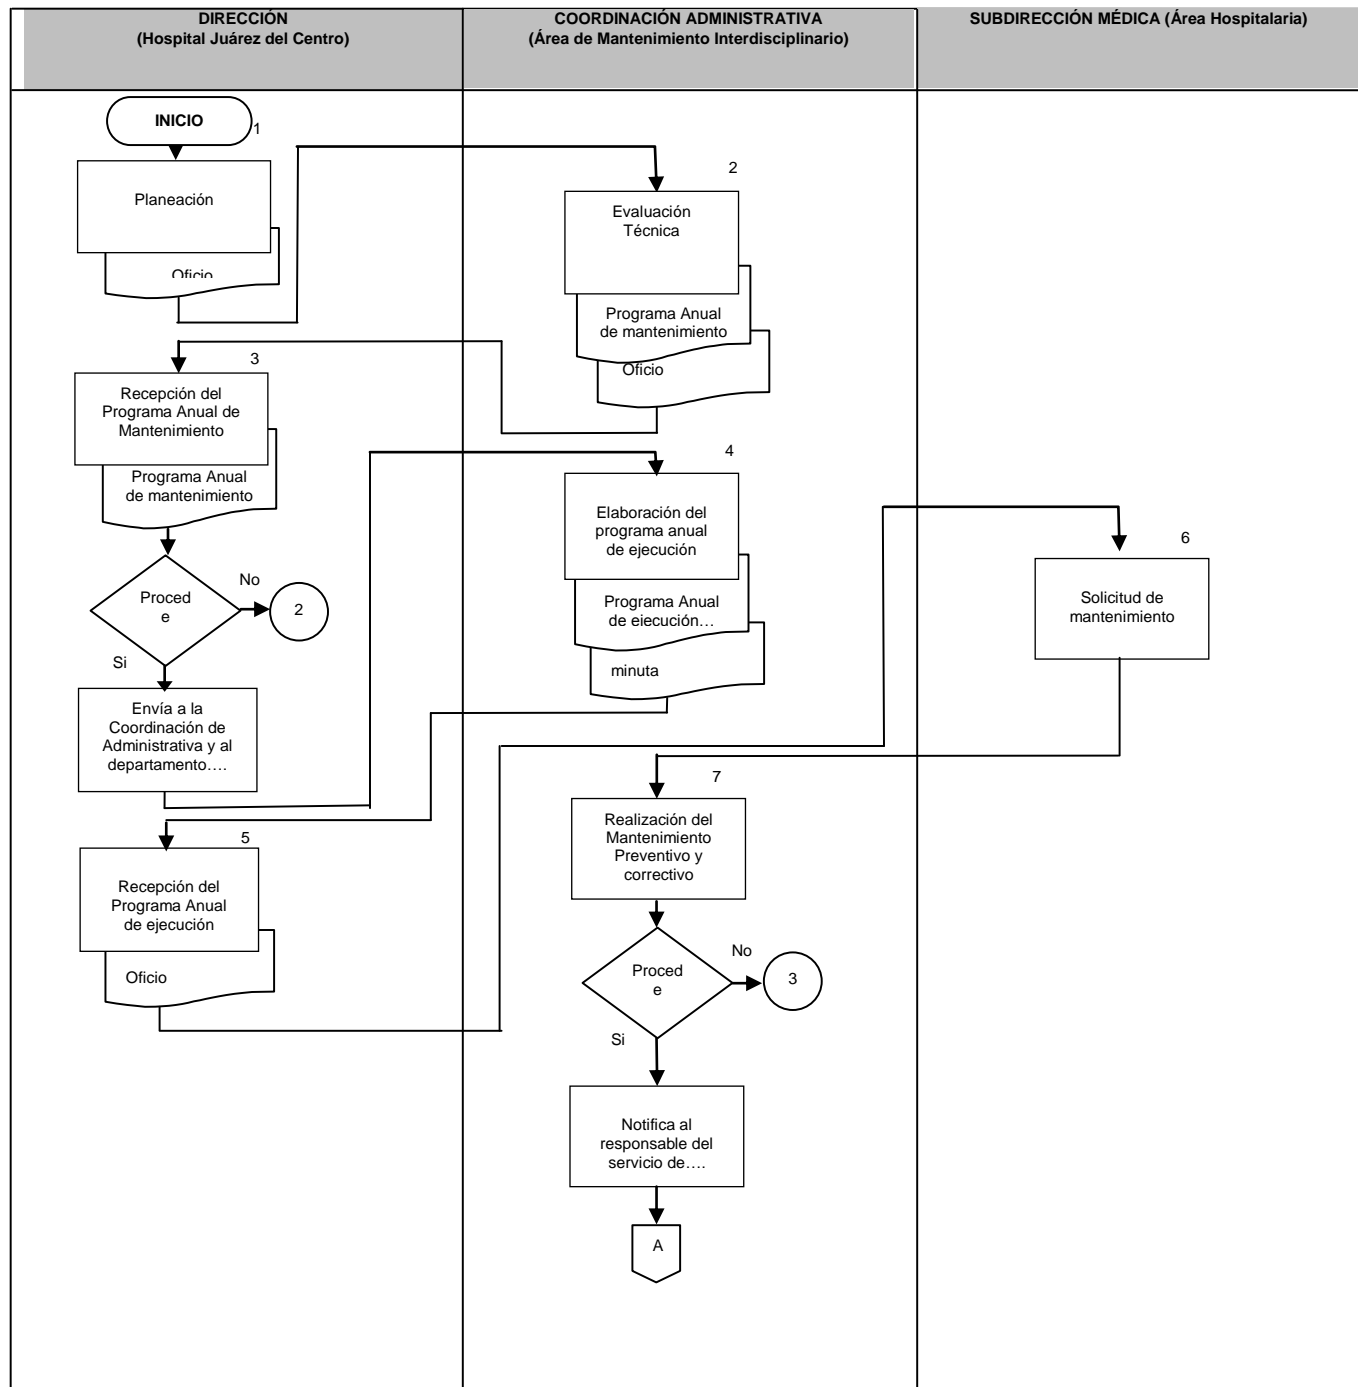 DIRECCIÓN
(Hospital Juárez del Centro)
COORDINACIÓN ADMINISTRATIVA
(Área de Mantenimiento Interdisciplinario)
SUBDIRECCIÓN MÉDICA (Área Hospitalaria)
INICIO
1
Planeación
Oficio
2
Evaluación
Técnica
Programa Anual
de mantenimiento
Oficio
3
Recepción del
Programa Anual de
Mantenimiento
Programa Anual
de mantenimiento
Proced
e
No
2
Si
Envía a la
Coordinación de
Administrativa y al
departamento….
4
Elaboración del
programa anual
de ejecución
Programa Anual
de ejecución…
minuta
5
Recepción del
Programa Anual
de ejecución
Oficio
6
Solicitud de
mantenimiento
7
Realización del
Mantenimiento
Preventivo y
correctivo
Proced
e
No
3
Si
Notifica al
responsable del
servicio de….
A